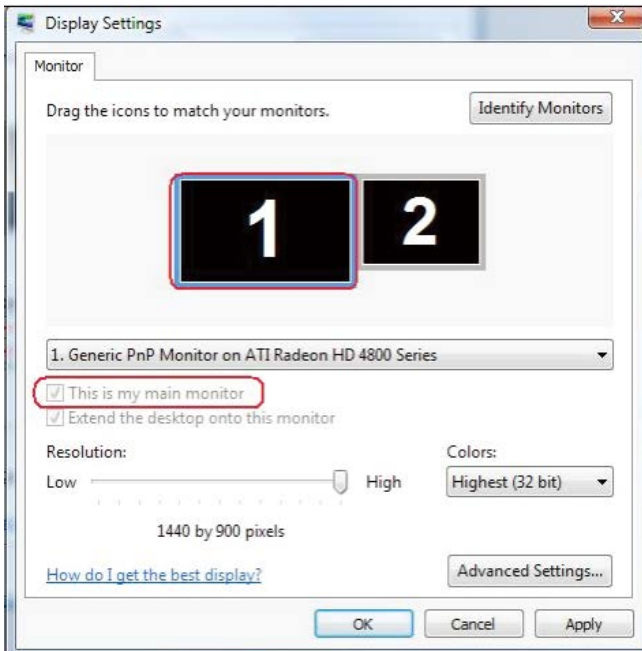 Display Settings
Monitor
Drag the icons to match your monitors.
Identify Monitors
1
2
1. Generic PnP Monitor on ATI Radeon HD 4800 Series
This is my main monitor
Extend the desktop onto this monitor
Resolution:
Colors:
Low
High
Highest (32 bit)
1440 by 900 pixels
How do I get the best display?
Advanced Settings...
OK
Cancel
Apply